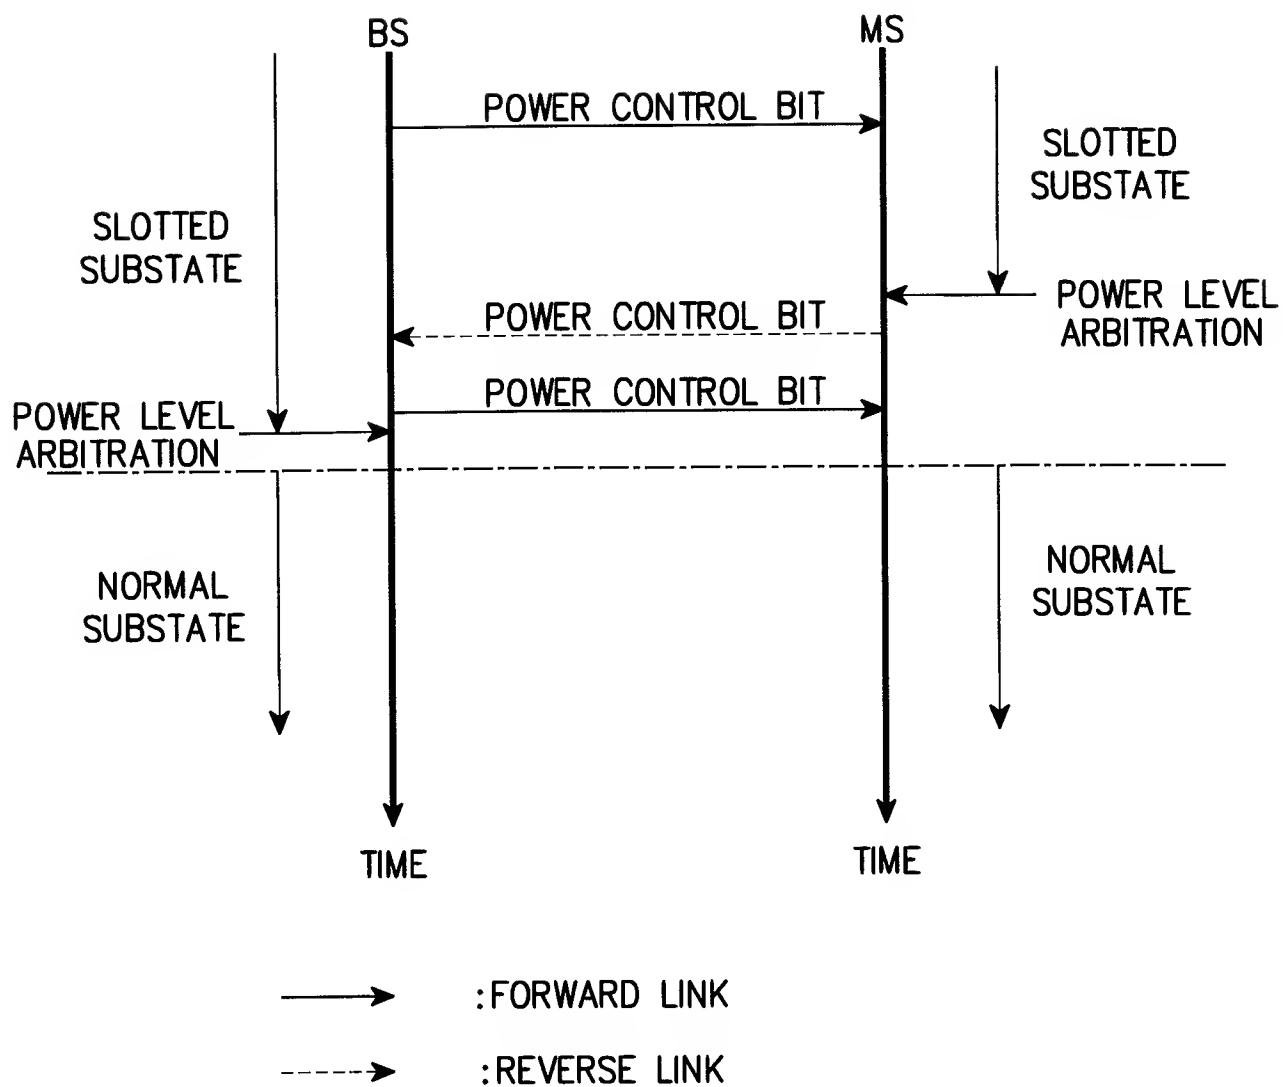 BS
MS
POWER CONTROL BIT
SLOTTED
SUBSTATE
SLOTTED
SUBSTATE
POWER LEVEL
ARBITRATION
POWER CONTROL BIT
POWER CONTROL BIT
POWER LEVEL
ARBITRATION
NORMAL
SUBSTATE
NORMAL
SUBSTATE
TIME
TIME
:FORWARD LINK
:REVERSE LINK